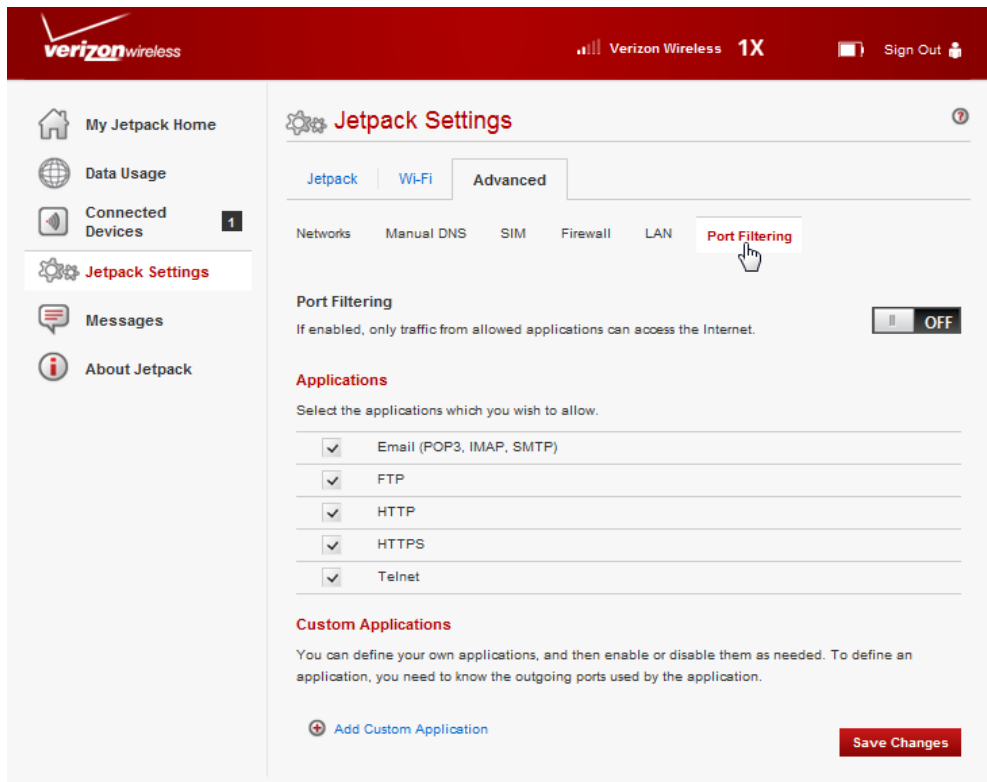 verizonwireless
Verizon Wireless 1X
Sign Out
My Jetpack Home
Data Usage
Connected
Devices
1
Jetpack Settings
Messages
About Jetpack
Jetpack Settings
?
Jetpack Wi-Fi Advanced
Networks Manual DNS SIM Firewall LAN Port Filtering
Port Filtering
If enabled, only traffic from allowed applications can access the Internet.
OFF
Applications
Select the applications which you wish to allow.
Email (POP3, IMAP, SMTP)
FTP
HTTP
HTTPS
Telnet
Custom Applications
You can define your own applications, and then enable or disable them as needed. To define an
application, you need to know the outgoing ports used by the application.
Add Custom Application
Save Changes